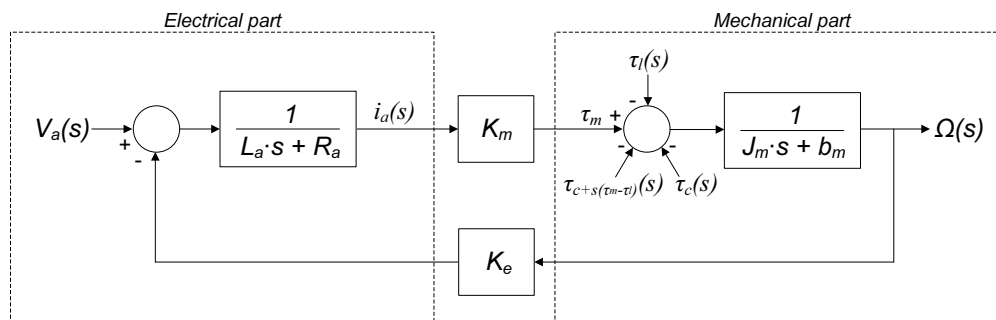 Electrical part
Mechanical part
τl(s)
Va(s)
+
-
1
La·s + Ra
ia(s)
Km
τm
+
-
-
-
τc+s(τm-τl)(s)
τc(s)
1
Jm·s + bm
Ω(s)
Ke